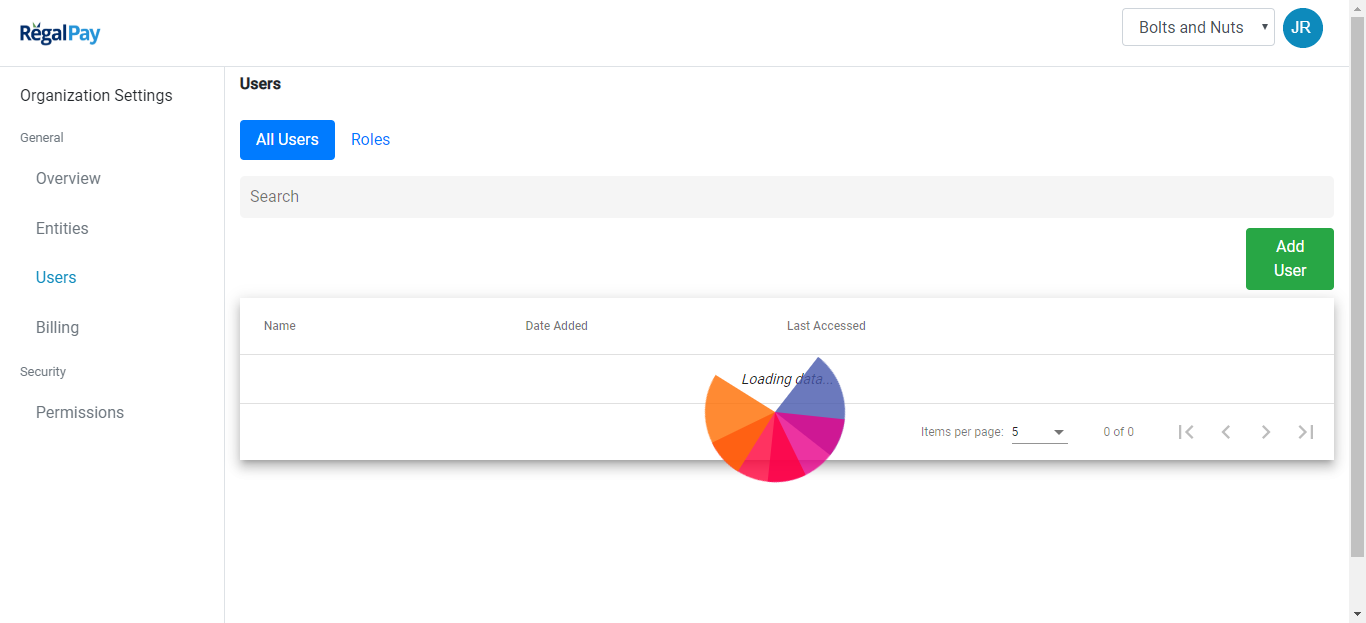 RegalPay
Bolts and Nuts
JR
Organization Settings
General
Overview
Entities
Users
Billing
Security
Permissions
Users
All Users
Roles
Search
Add
User
Name Date Added Last Accessed
Loading data...
Items per page: 5 0 of 0